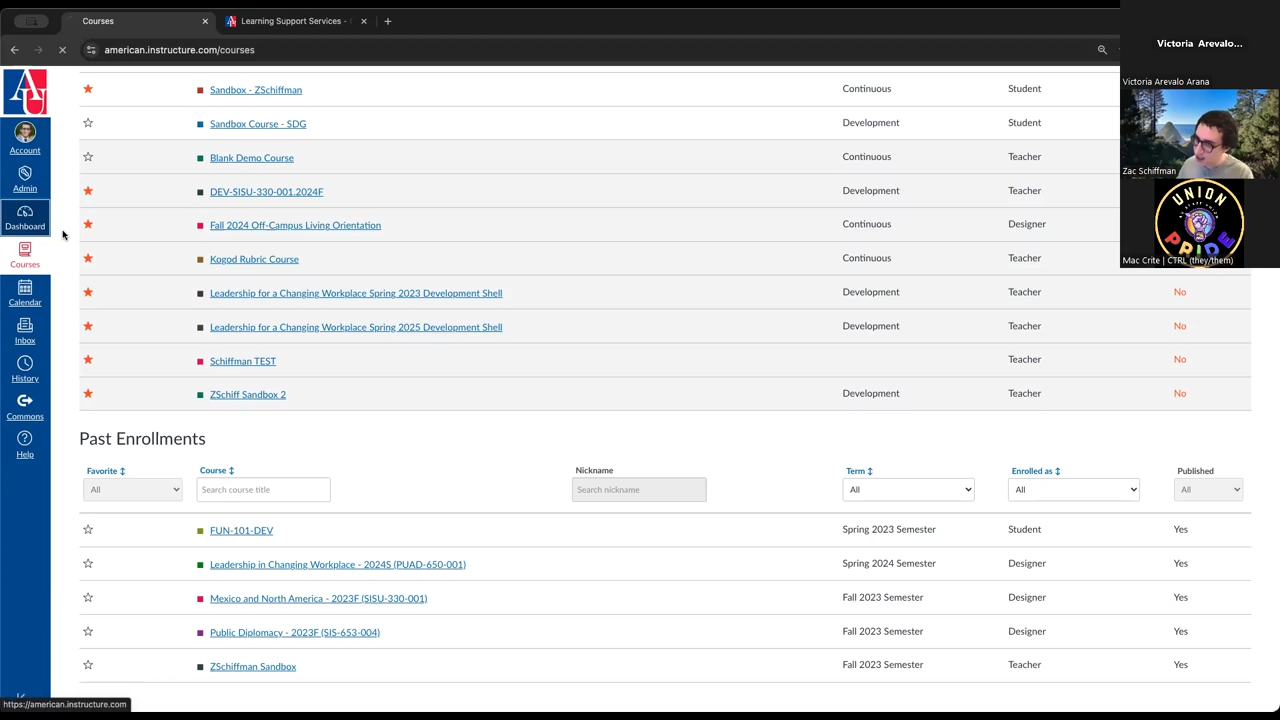 Courses
Learning Support Services -
american.instructure.com/courses
Victoria Arevalo...
Victoria Arevalo Arana
Zac Schiffman
UNION
PRIDE
Mac Crite | CTRL (they/them)
AU
Account
Admin
Dashboard
Courses
Calendar
Inbox
History
Commons
Help
Sandbox - ZSchiffman Continuous Student
Sandbox Course - SDG Development Student
Blank Demo Course Continuous Teacher
DEV-SISU-330-001.2024F Development Teacher
Fall 2024 Off-Campus Living Orientation Continuous Designer
Kogod Rubric Course Continuous Teacher
Leadership for a Changing Workplace Spring 2023 Development Shell Development Teacher No
Leadership for a Changing Workplace Spring 2025 Development Shell Development Teacher No
Schiffman TEST Teacher No
ZSchiff Sandbox 2 Development Teacher No
Past Enrollments
Favorite Course Nickname Term Enrolled as Published
All Search course title Search nickname All All All
FUN-101-DEV Spring 2023 Semester Student Yes
Leadership in Changing Workplace - 2024S (PUAD-650-001) Spring 2024 Semester Designer Yes
Mexico and North America - 2023F (SISU-330-001) Fall 2023 Semester Designer Yes
Public Diplomacy - 2023F (SIS-653-004) Fall 2023 Semester Designer Yes
ZSchiffman Sandbox Fall 2023 Semester Teacher Yes
https://american.instructure.com